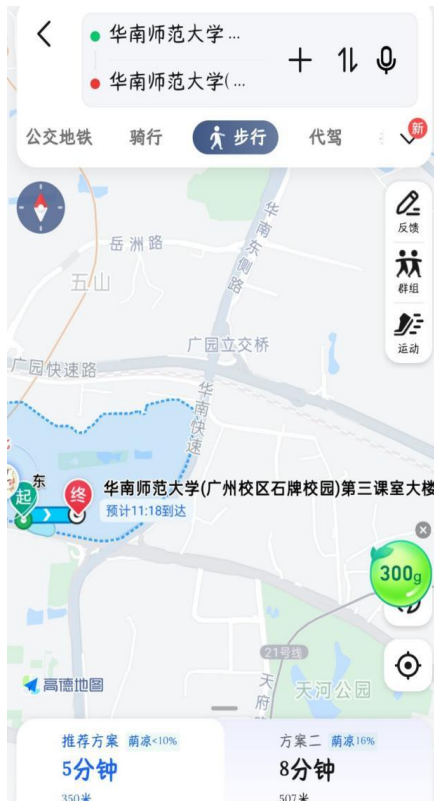 华南师范大学...
华南师范大学(...
公交地铁
骑行
步行
代驾
新
反馈
群组
运动
华南东侧路
岳洲路
五山
广园立交桥
广园快速路
华南快速
东
起
终
华南师范大学(广州校区石牌校园)第三课室大楼
预计11:18到达
300g
21号线
天府路
天河公园
高德地图
推荐方案 荫凉<10%
方案二 荫凉16%
5分钟
8分钟
350米
507米